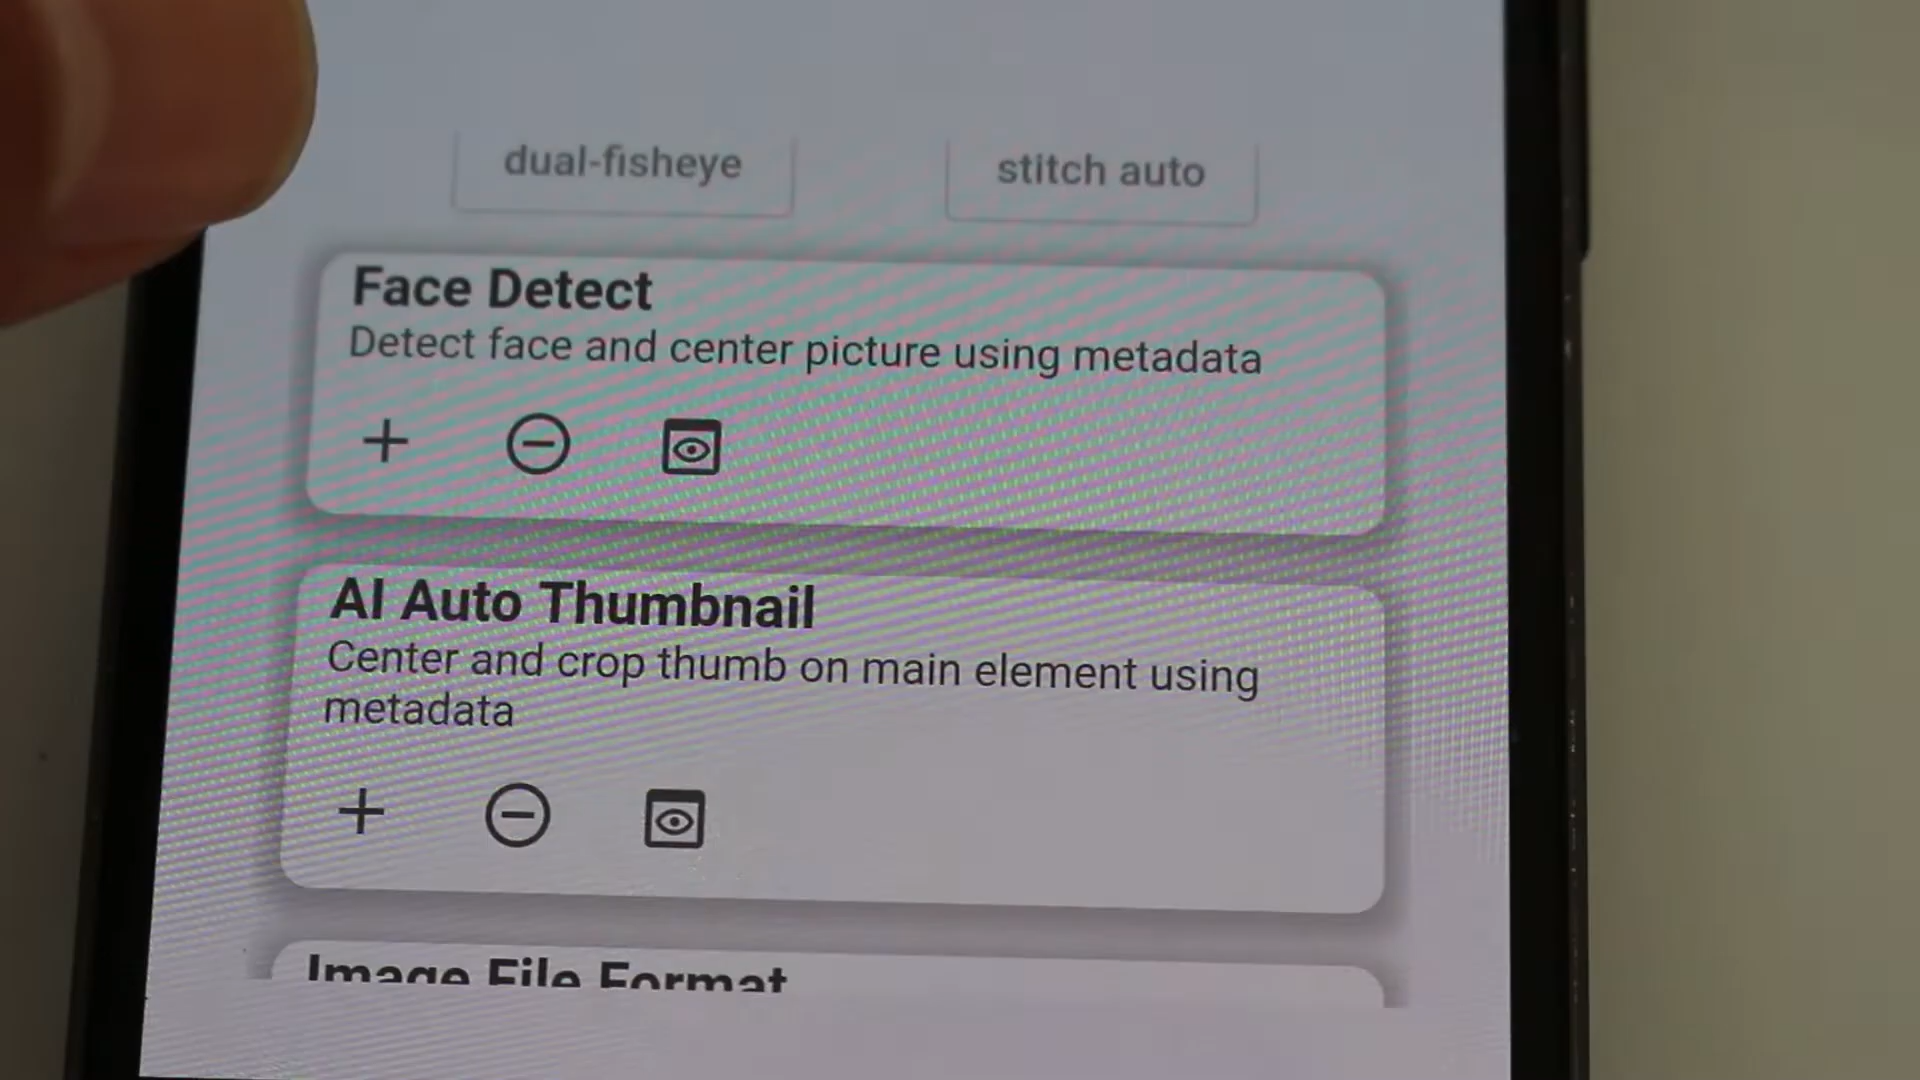 dual-fisheye
stitch auto
Face Detect
Detect face and center picture using metadata
AI Auto Thumbnail
Center and crop thumb on main element using
metadata
Image File Format